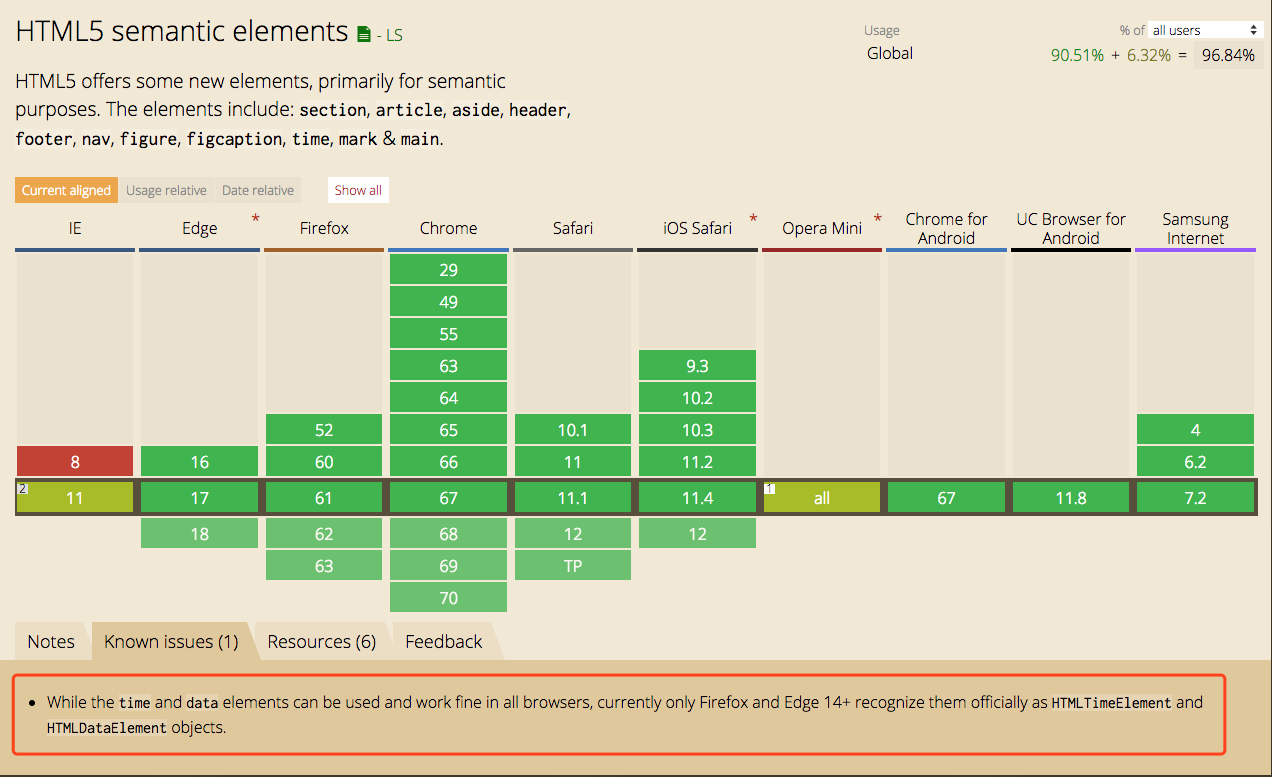 HTML5 semantic elements - LS
Usage % of all users
Global 90.51% + 6.32% = 96.84%
HTML5 offers some new elements, primarily for semantic
purposes. The elements include: section, article, aside, header,
footer, nav, figure, figcaption, time, mark & main.
Current aligned Usage relative Date relative Show all
IE Edge * Firefox Chrome Safari iOS Safari * Opera Mini * Chrome for Android UC Browser for Android Samsung Internet
29
49
55
63 9.3
64 10.2
52 65 10.1 10.3 4
8 16 60 66 11 11.2 6.2
2 11 17 61 67 11.1 11.4 1 all 67 11.8 7.2
18 62 68 12 12
63 69 TP
70
Notes Known issues (1) Resources (6) Feedback
• While the time and data elements can be used and work fine in all browsers, currently only Firefox and Edge 14+ recognize them officially as HTMLTimeElement and
HTMLDataElement objects.